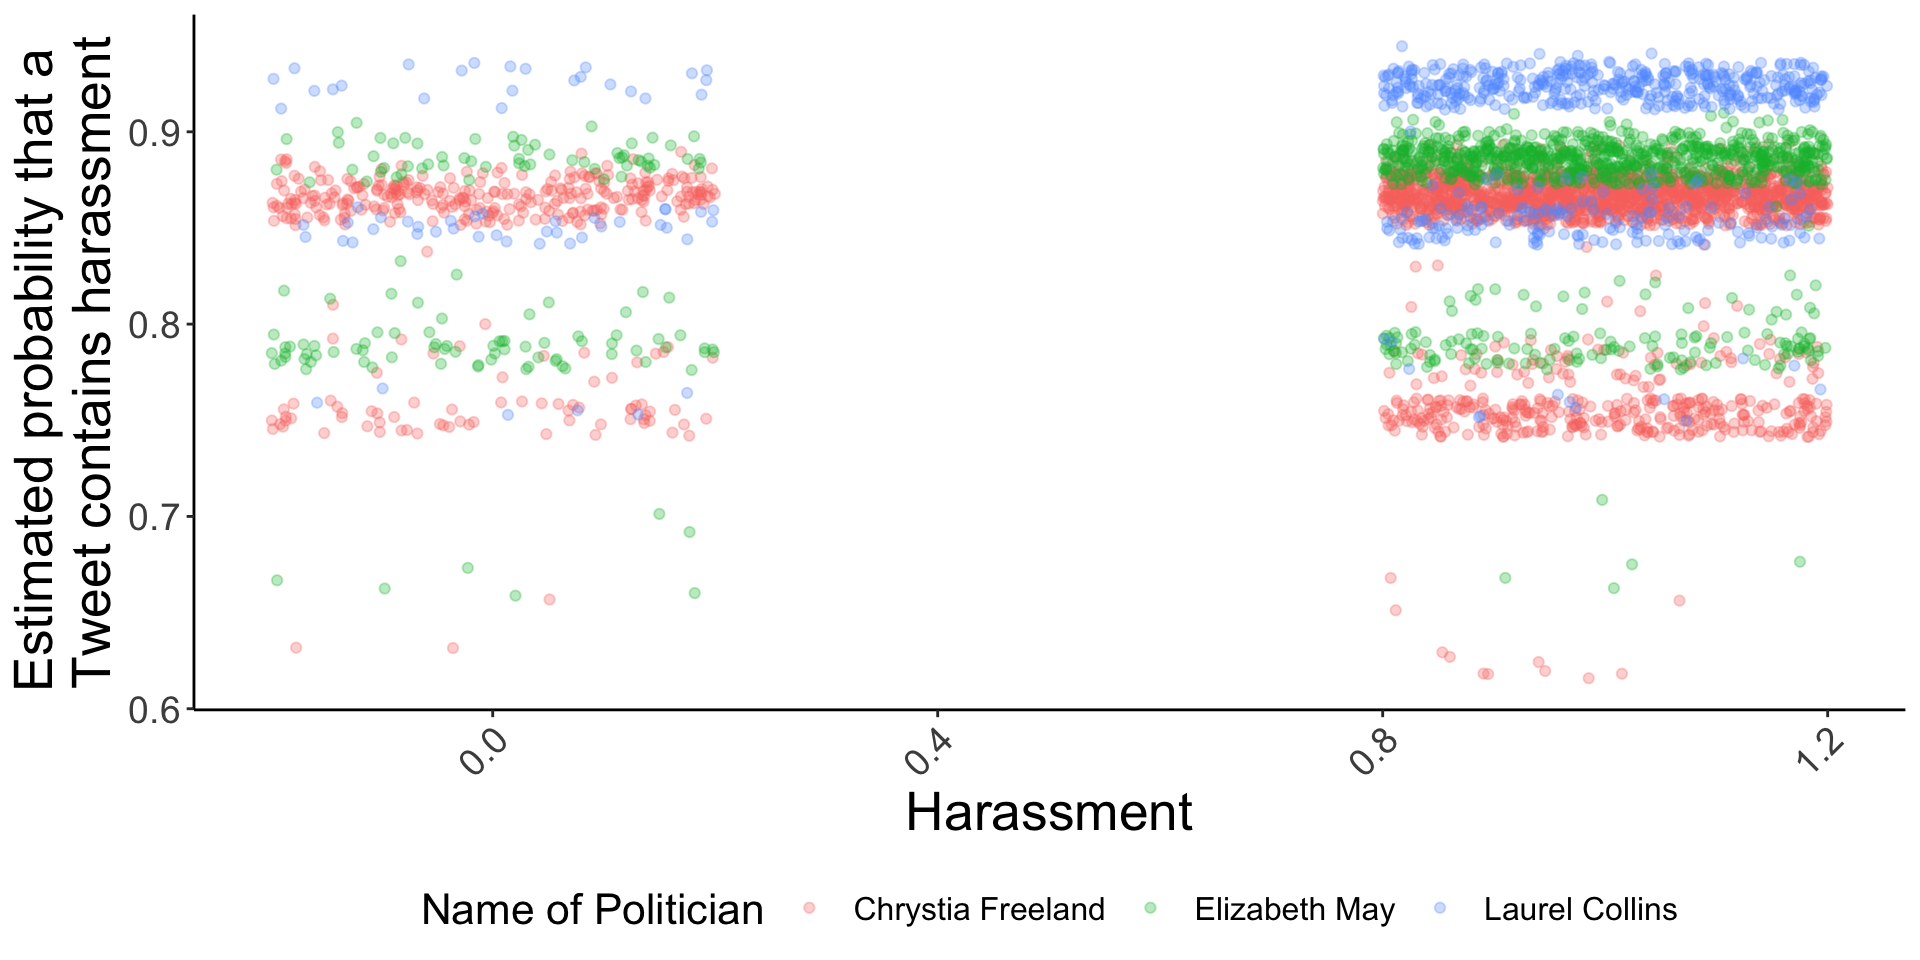 Estimated probability that a
Tweet contains harassment
0.9
0.8
0.7
0.6
0.0
0.4
0.8
1.2
Harassment
Name of Politician
Chrystia Freeland
Elizabeth May
Laurel Collins